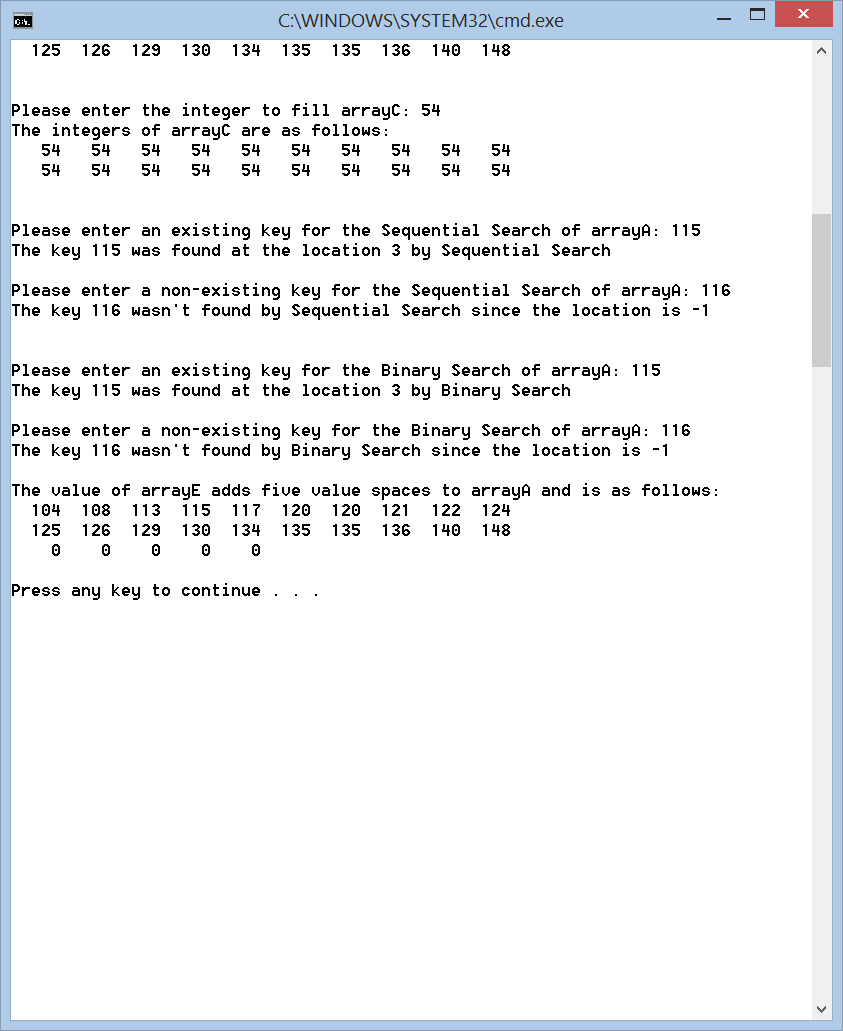 C:\WINDOWS\SYSTEM32\cmd.exe
125 126 129 130 134 135 135 136 140 148
Please enter the integer to fill arrayC: 54
The integers of arrayC are as follows:
54 54 54 54 54 54 54 54 54 54
54 54 54 54 54 54 54 54 54 54
Please enter an existing key for the Sequential Search of arrayA: 115
The key 115 was found at the location 3 by Sequential Search
Please enter a non-existing key for the Sequential Search of arrayA: 116
The key 116 wasn't found by Sequential Search since the location is -1
Please enter an existing key for the Binary Search of arrayA: 115
The key 115 was found at the location 3 by Binary Search
Please enter a non-existing key for the Binary Search of arrayA: 116
The key 116 wasn't found by Binary Search since the location is -1
The value of arrayE adds five value spaces to arrayA and is as follows:
104 108 113 115 117 120 120 121 122 124
125 126 129 130 134 135 135 136 140 148
0 0 0 0 0
Press any key to continue . . .